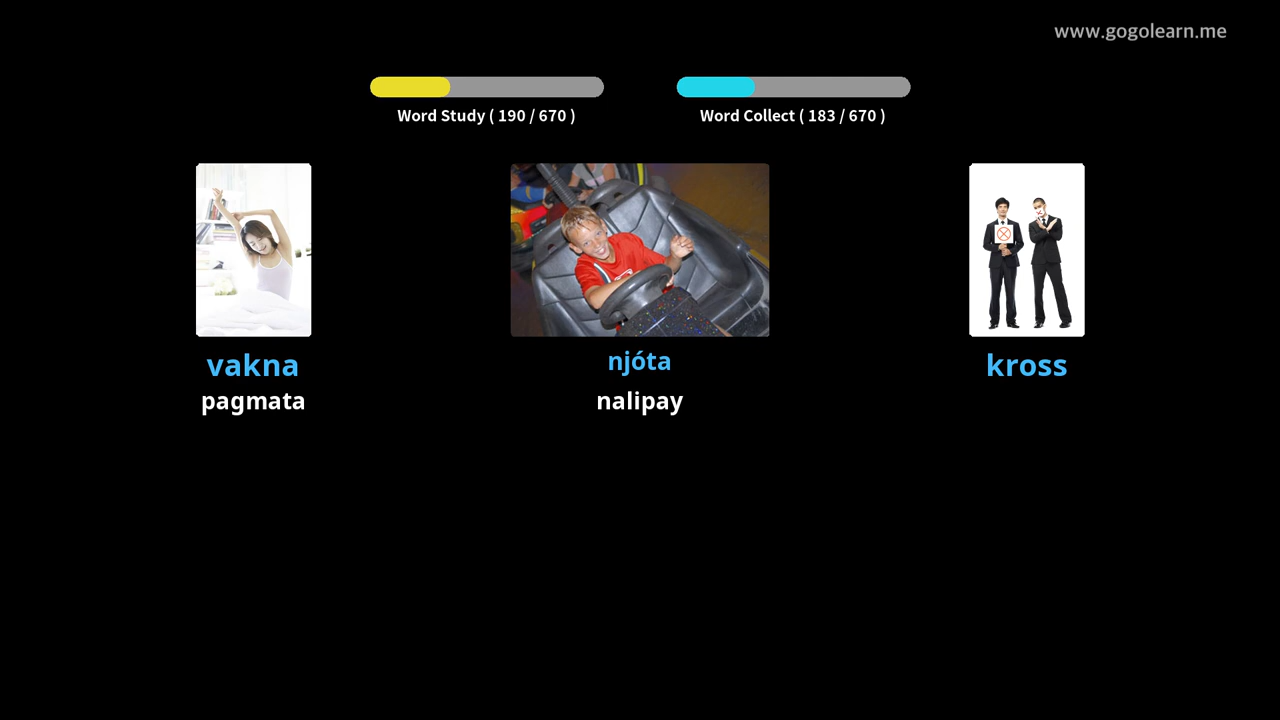 www.gogolearn.me
Word Study ( 190 / 670 )
Word Collect ( 183 / 670 )
vakna
pagmata
njóta
nalipay
kross